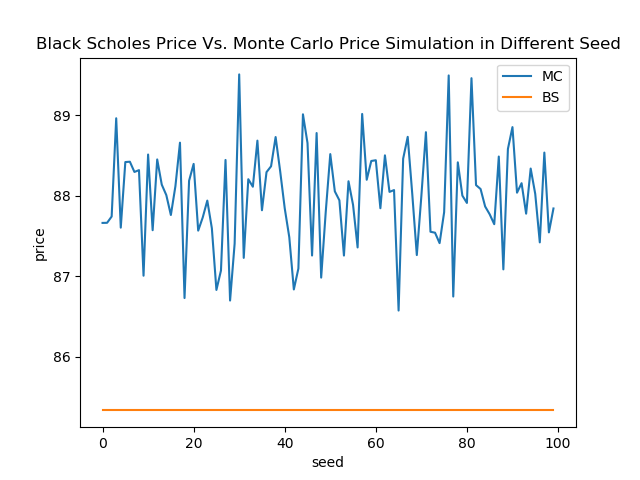 Black Scholes Price Vs. Monte Carlo Price Simulation in Different Seed
MC
BS
89
88
87
86
price
0 20 40 60 80 100
seed